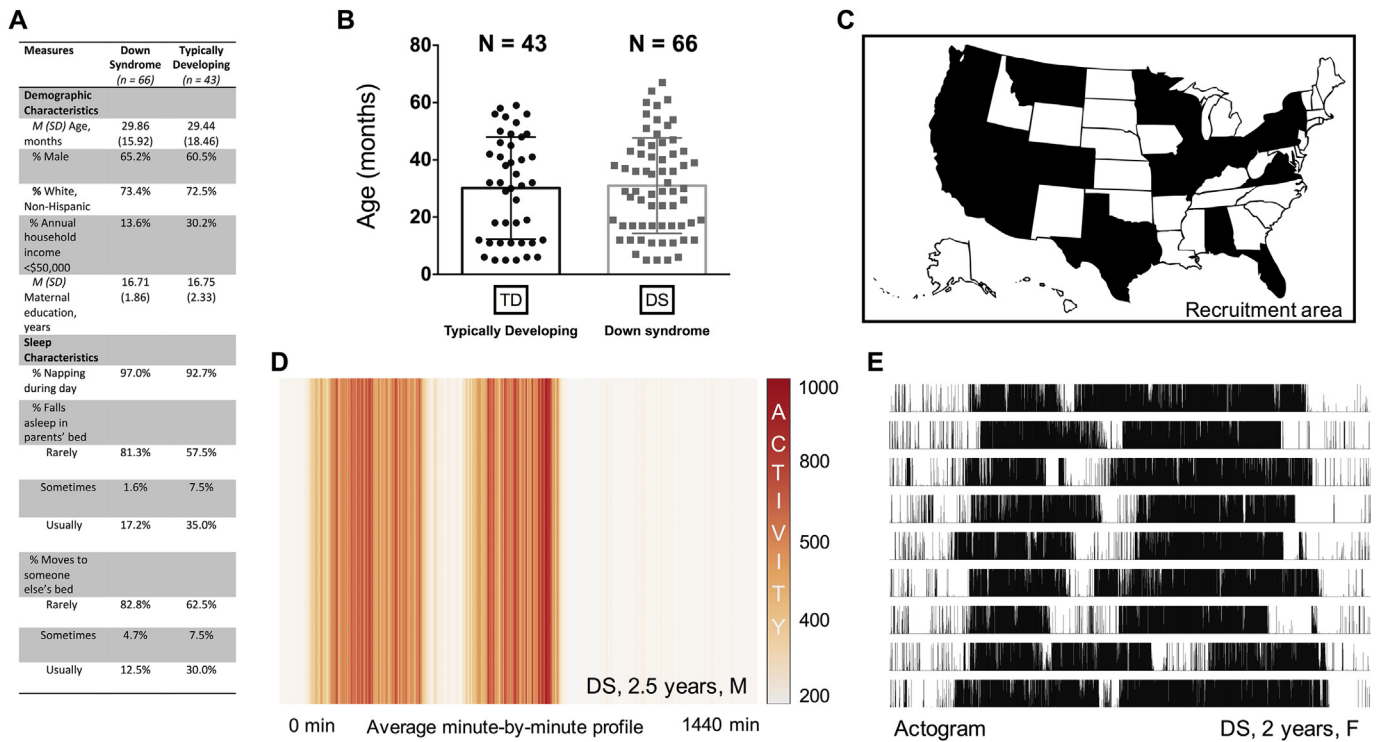 A
Measures Down Syndrome (n = 66) Typically Developing (n = 43)
Demographic
Characteristics
M (SD) Age, 29.86 29.44
months (15.92) (18.46)
% Male 65.2% 60.5%
% White, 73.4% 72.5%
Non-Hispanic
% Annual 13.6% 30.2%
household
income
<$50,000
M (SD) 16.71 16.75
Maternal (1.86) (2.33)
education,
years
Sleep
Characteristics
% Napping 97.0% 92.7%
during day
% Falls
asleep in
parents' bed
Rarely 81.3% 57.5%
Sometimes 1.6% 7.5%
Usually 17.2% 35.0%
% Moves to
someone
else's bed
Rarely 82.8% 62.5%
Sometimes 4.7% 7.5%
Usually 12.5% 30.0%
B
N = 43 N = 66
Age (months)
80
60
40
20
0
TD DS
Typically Developing Down syndrome
C
Recruitment area
D
1000
800
500
400
200
ACTIVITY
DS, 2.5 years, M
0 min Average minute-by-minute profile 1440 min
E
Actogram DS, 2 years, F